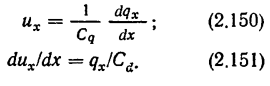 u_x = \frac{1}{C_q} \frac{dq_x}{dx}; (2.150)
du_x/dx = q_x/C_d. (2.151)